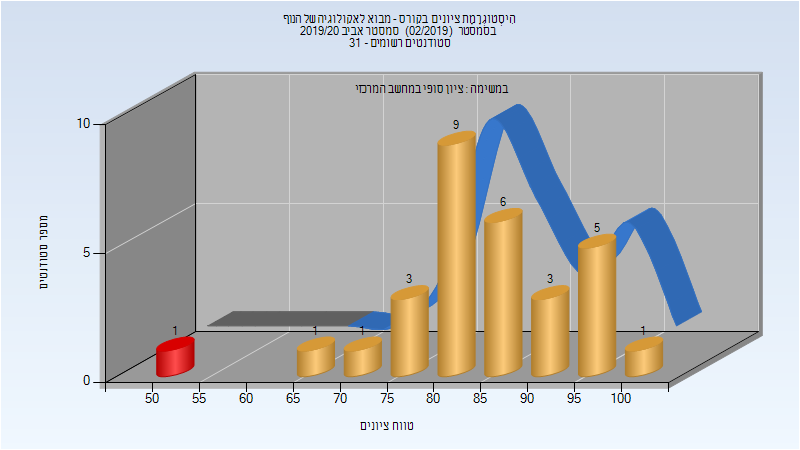 היסטוגרמת ציונים בקורס - מבוא לאקולוגיה של הנוף
בסמסטר (02/2019) סמסטר אביב 2019/20
סטודנטים רשומים - 31
במשימה : ציון סופי במחשב המרכזי
מספר סטודנטים
10
5
0
1
1
1
3
9
6
3
5
1
50 55 60 65 70 75 80 85 90 95 100
טווח ציונים